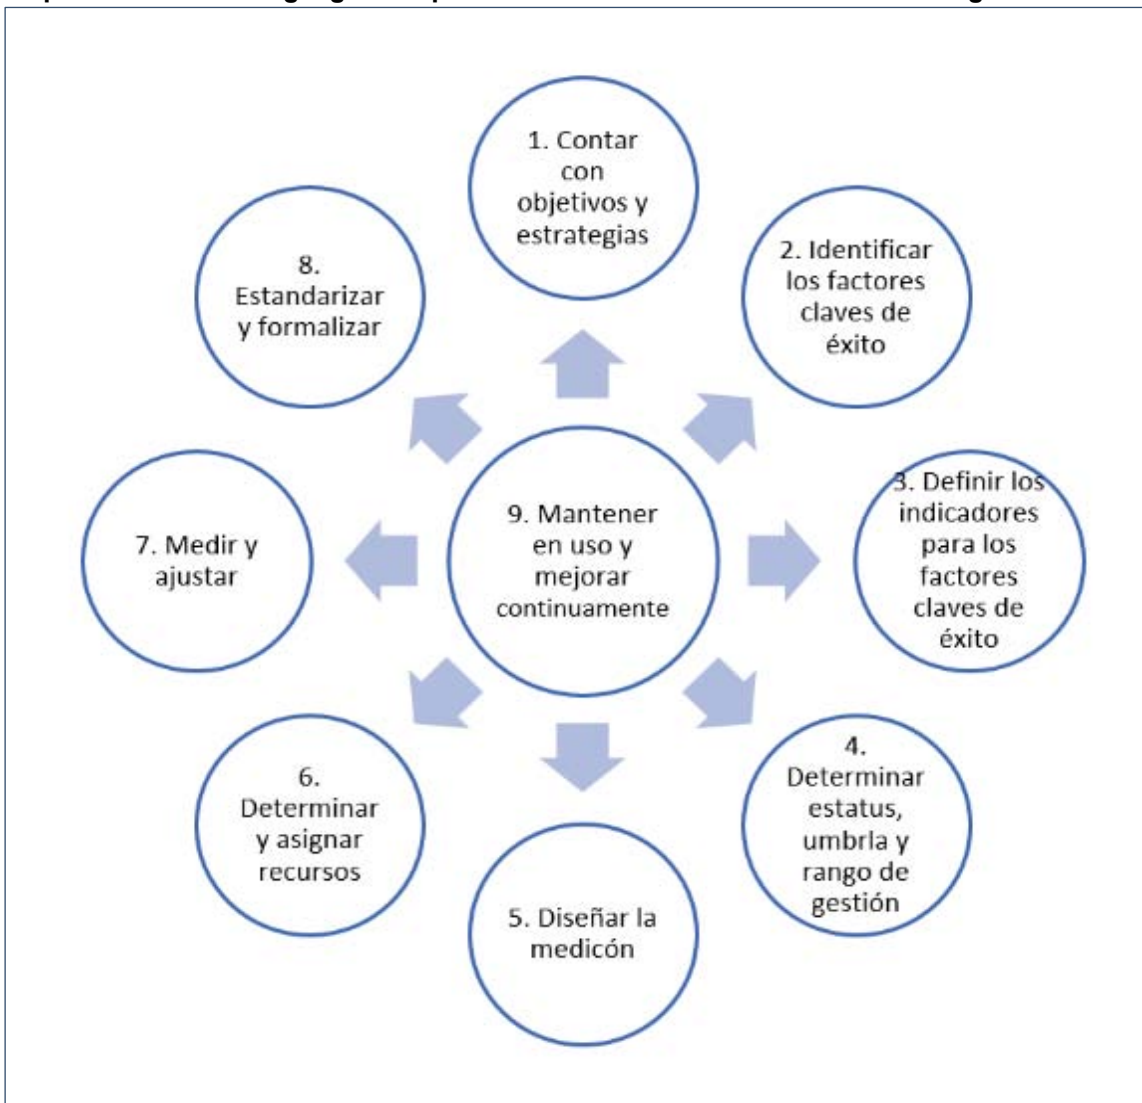 1. Contar
con
objetivos y
estrategias
2. Identificar
los factores
claves de
éxito
3. Definir los
indicadores
para los
factores
claves de
éxito
4.
Determinar
estatus,
umbrla y
rango de
gestión
5. Diseñar la
medicón
6.
Determinar
y asignar
recursos
7. Medir y
ajustar
8.
Estandarizar
y formalizar
9. Mantener
en uso y
mejorar
continuamente